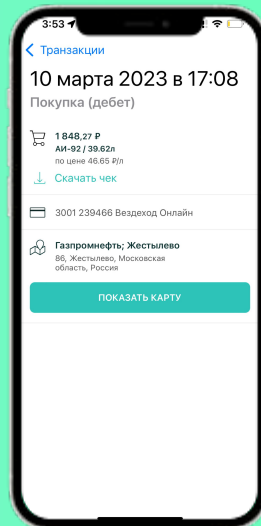 3:53
Транзакции
10 марта 2023 в 17:08
Покупка (дебет)
1 848,27 ₽
АИ-92 / 39.62л
по цене 46.65 ₽/л
Скачать чек
3001 239466 Вездеход Онлайн
Газпромнефть; Жестылево
86, Жестылево, Московская
область, Россия
ПОКАЗАТЬ КАРТУ